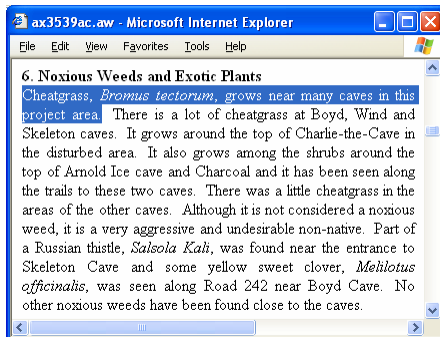 ax3539ac.aw - Microsoft Internet Explorer
File Edit View Favorites Tools Help
6. Noxious Weeds and Exotic Plants
Cheatgrass, Bromus tectorum, grows near many caves in this
project area. There is a lot of cheatgrass at Boyd, Wind and
Skeleton caves. It grows around the top of Charlie-the-Cave in
the disturbed area. It also grows among the shrubs around the
top of Arnold Ice cave and Charcoal and it has been seen along
the trails to these two caves. There was a little cheatgrass in the
areas of the other caves. Although it is not considered a noxious
weed, it is a very aggressive and undesirable non-native. Part of
a Russian thistle, Salsola Kali, was found near the entrance to
Skeleton Cave and some yellow sweet clover, Melilotus
officinalis, was seen along Road 242 near Boyd Cave. No
other noxious weeds have been found close to the caves.